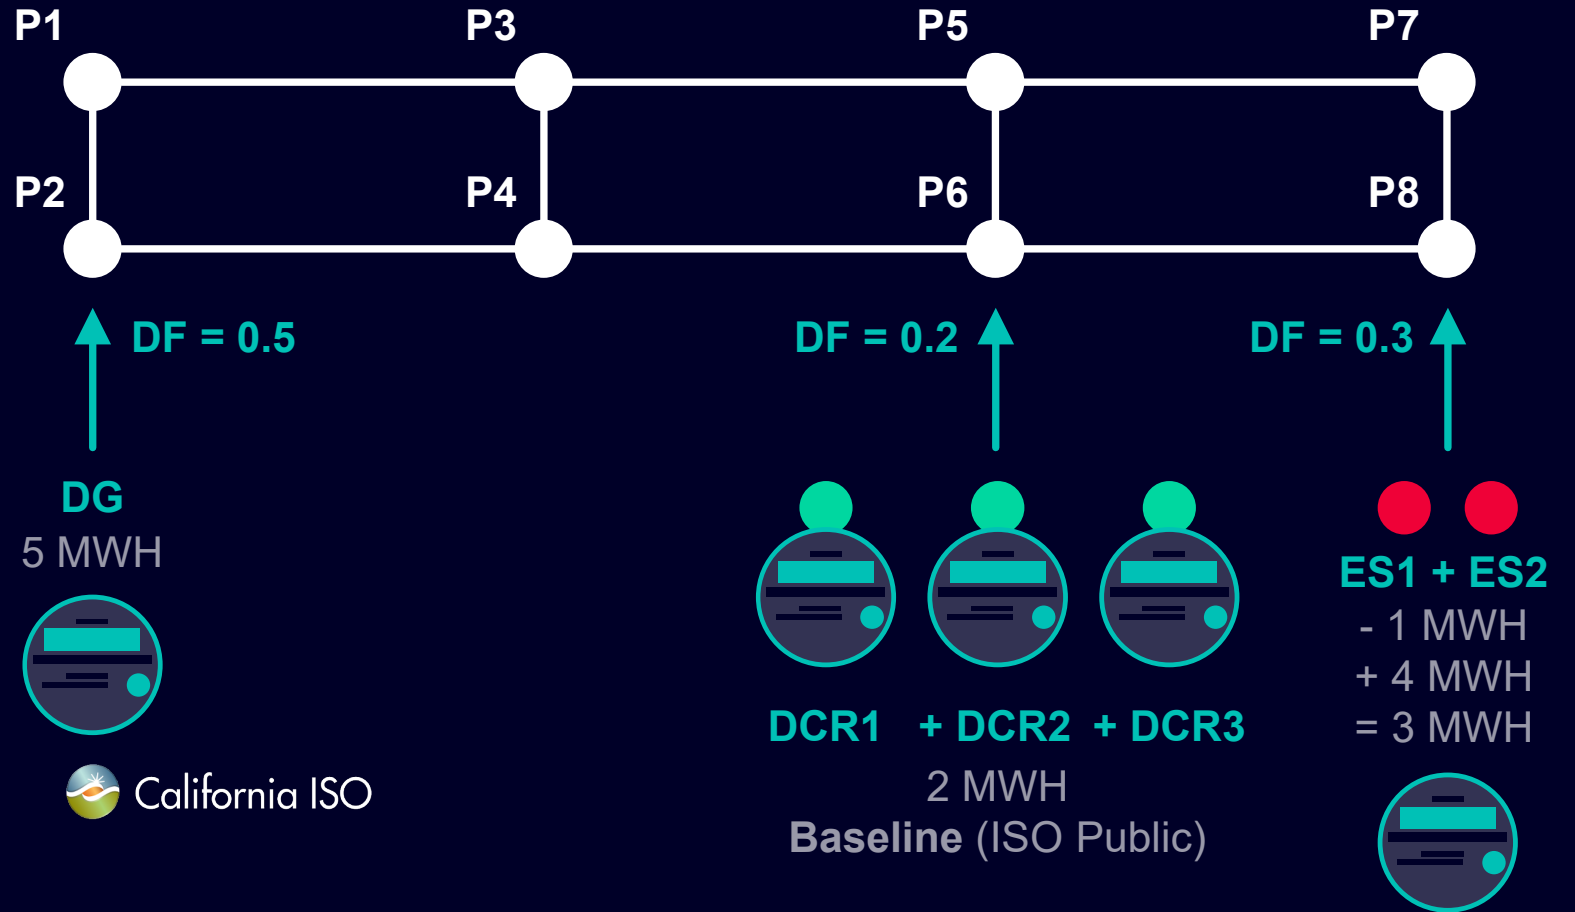 P1
P3
P5
P7
P2
P4
P6
P8
DF = 0.5
DF = 0.2
DF = 0.3
DG
5 MWH
ES1 + ES2
- 1 MWH
+ 4 MWH
= 3 MWH
DCR1 + DCR2 + DCR3
2 MWH
Baseline (ISO Public)
California ISO